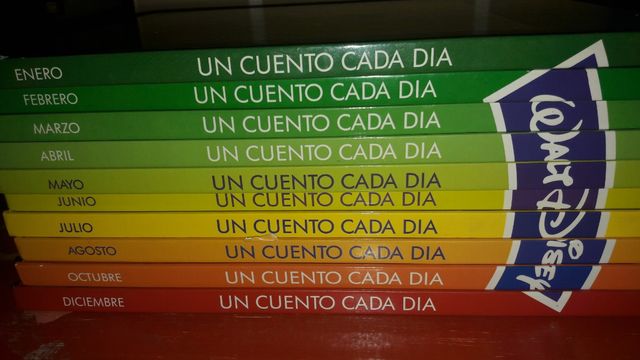 ENERO UN CUENTO CADA DIA
FEBRERO UN CUENTO CADA DIA
MARZO UN CUENTO CADA DIA
ABRIL UN CUENTO CADA DIA
MAYO UN CUENTO CADA DIA
JUNIO UN CUENTO CADA DIA
JULIO UN CUENTO CADA DIA
AGOSTO UN CUENTO CADA DIA
OCTUBRE UN CUENTO CADA DIA
DICIEMBRE UN CUENTO CADA DIA
WALT DISNEY